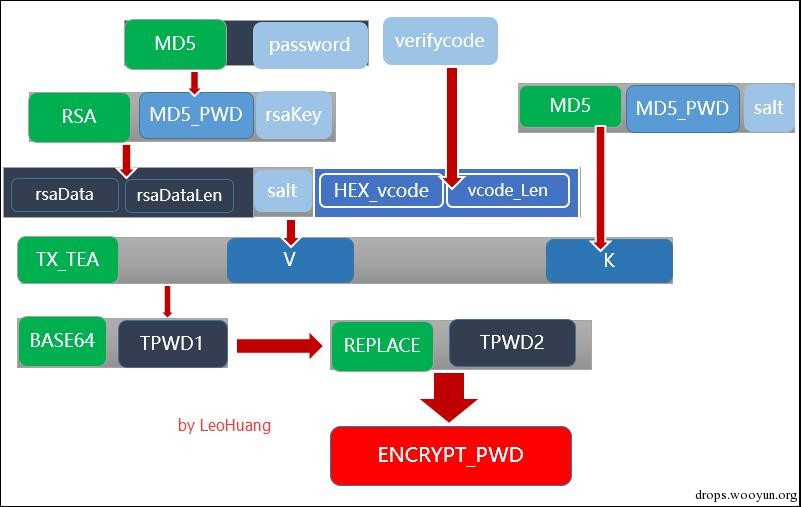 MD5 password verifycode
MD5 MD5_PWD salt
RSA MD5_PWD rsaKey
rsaData rsaDataLen salt HEX_vcode vcode_Len
TX_TEA V K
BASE64 TPWD1 REPLACE TPWD2
by LeoHuang
ENCRYPT_PWD
drops.wooyun.org